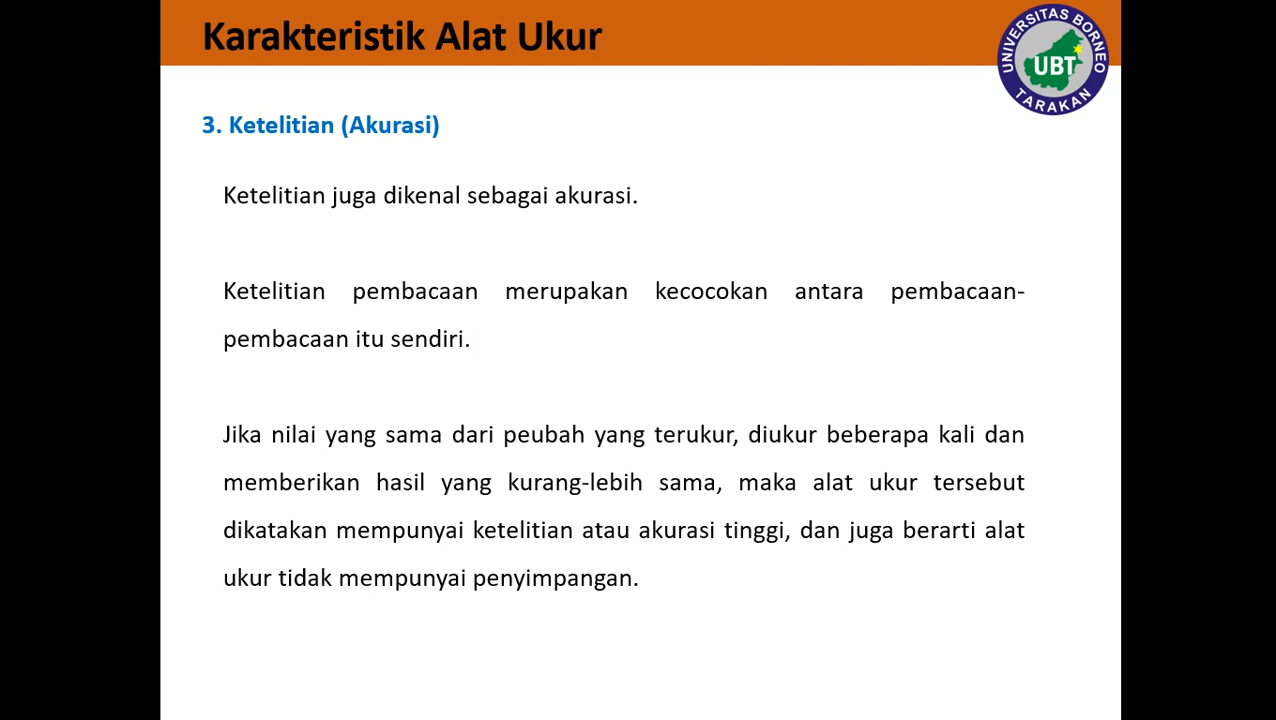 Karakteristik Alat Ukur
UNIVERSITAS BORNEO
UBT
TARAKAN
3. Ketelitian (Akurasi)
Ketelitian juga dikenal sebagai akurasi.
Ketelitian pembacaan merupakan kecocokan antara pembacaan-
pembacaan itu sendiri.
Jika nilai yang sama dari peubah yang terukur, diukur beberapa kali dan
memberikan hasil yang kurang-lebih sama, maka alat ukur tersebut
dikatakan mempunyai ketelitian atau akurasi tinggi, dan juga berarti alat
ukur tidak mempunyai penyimpangan.